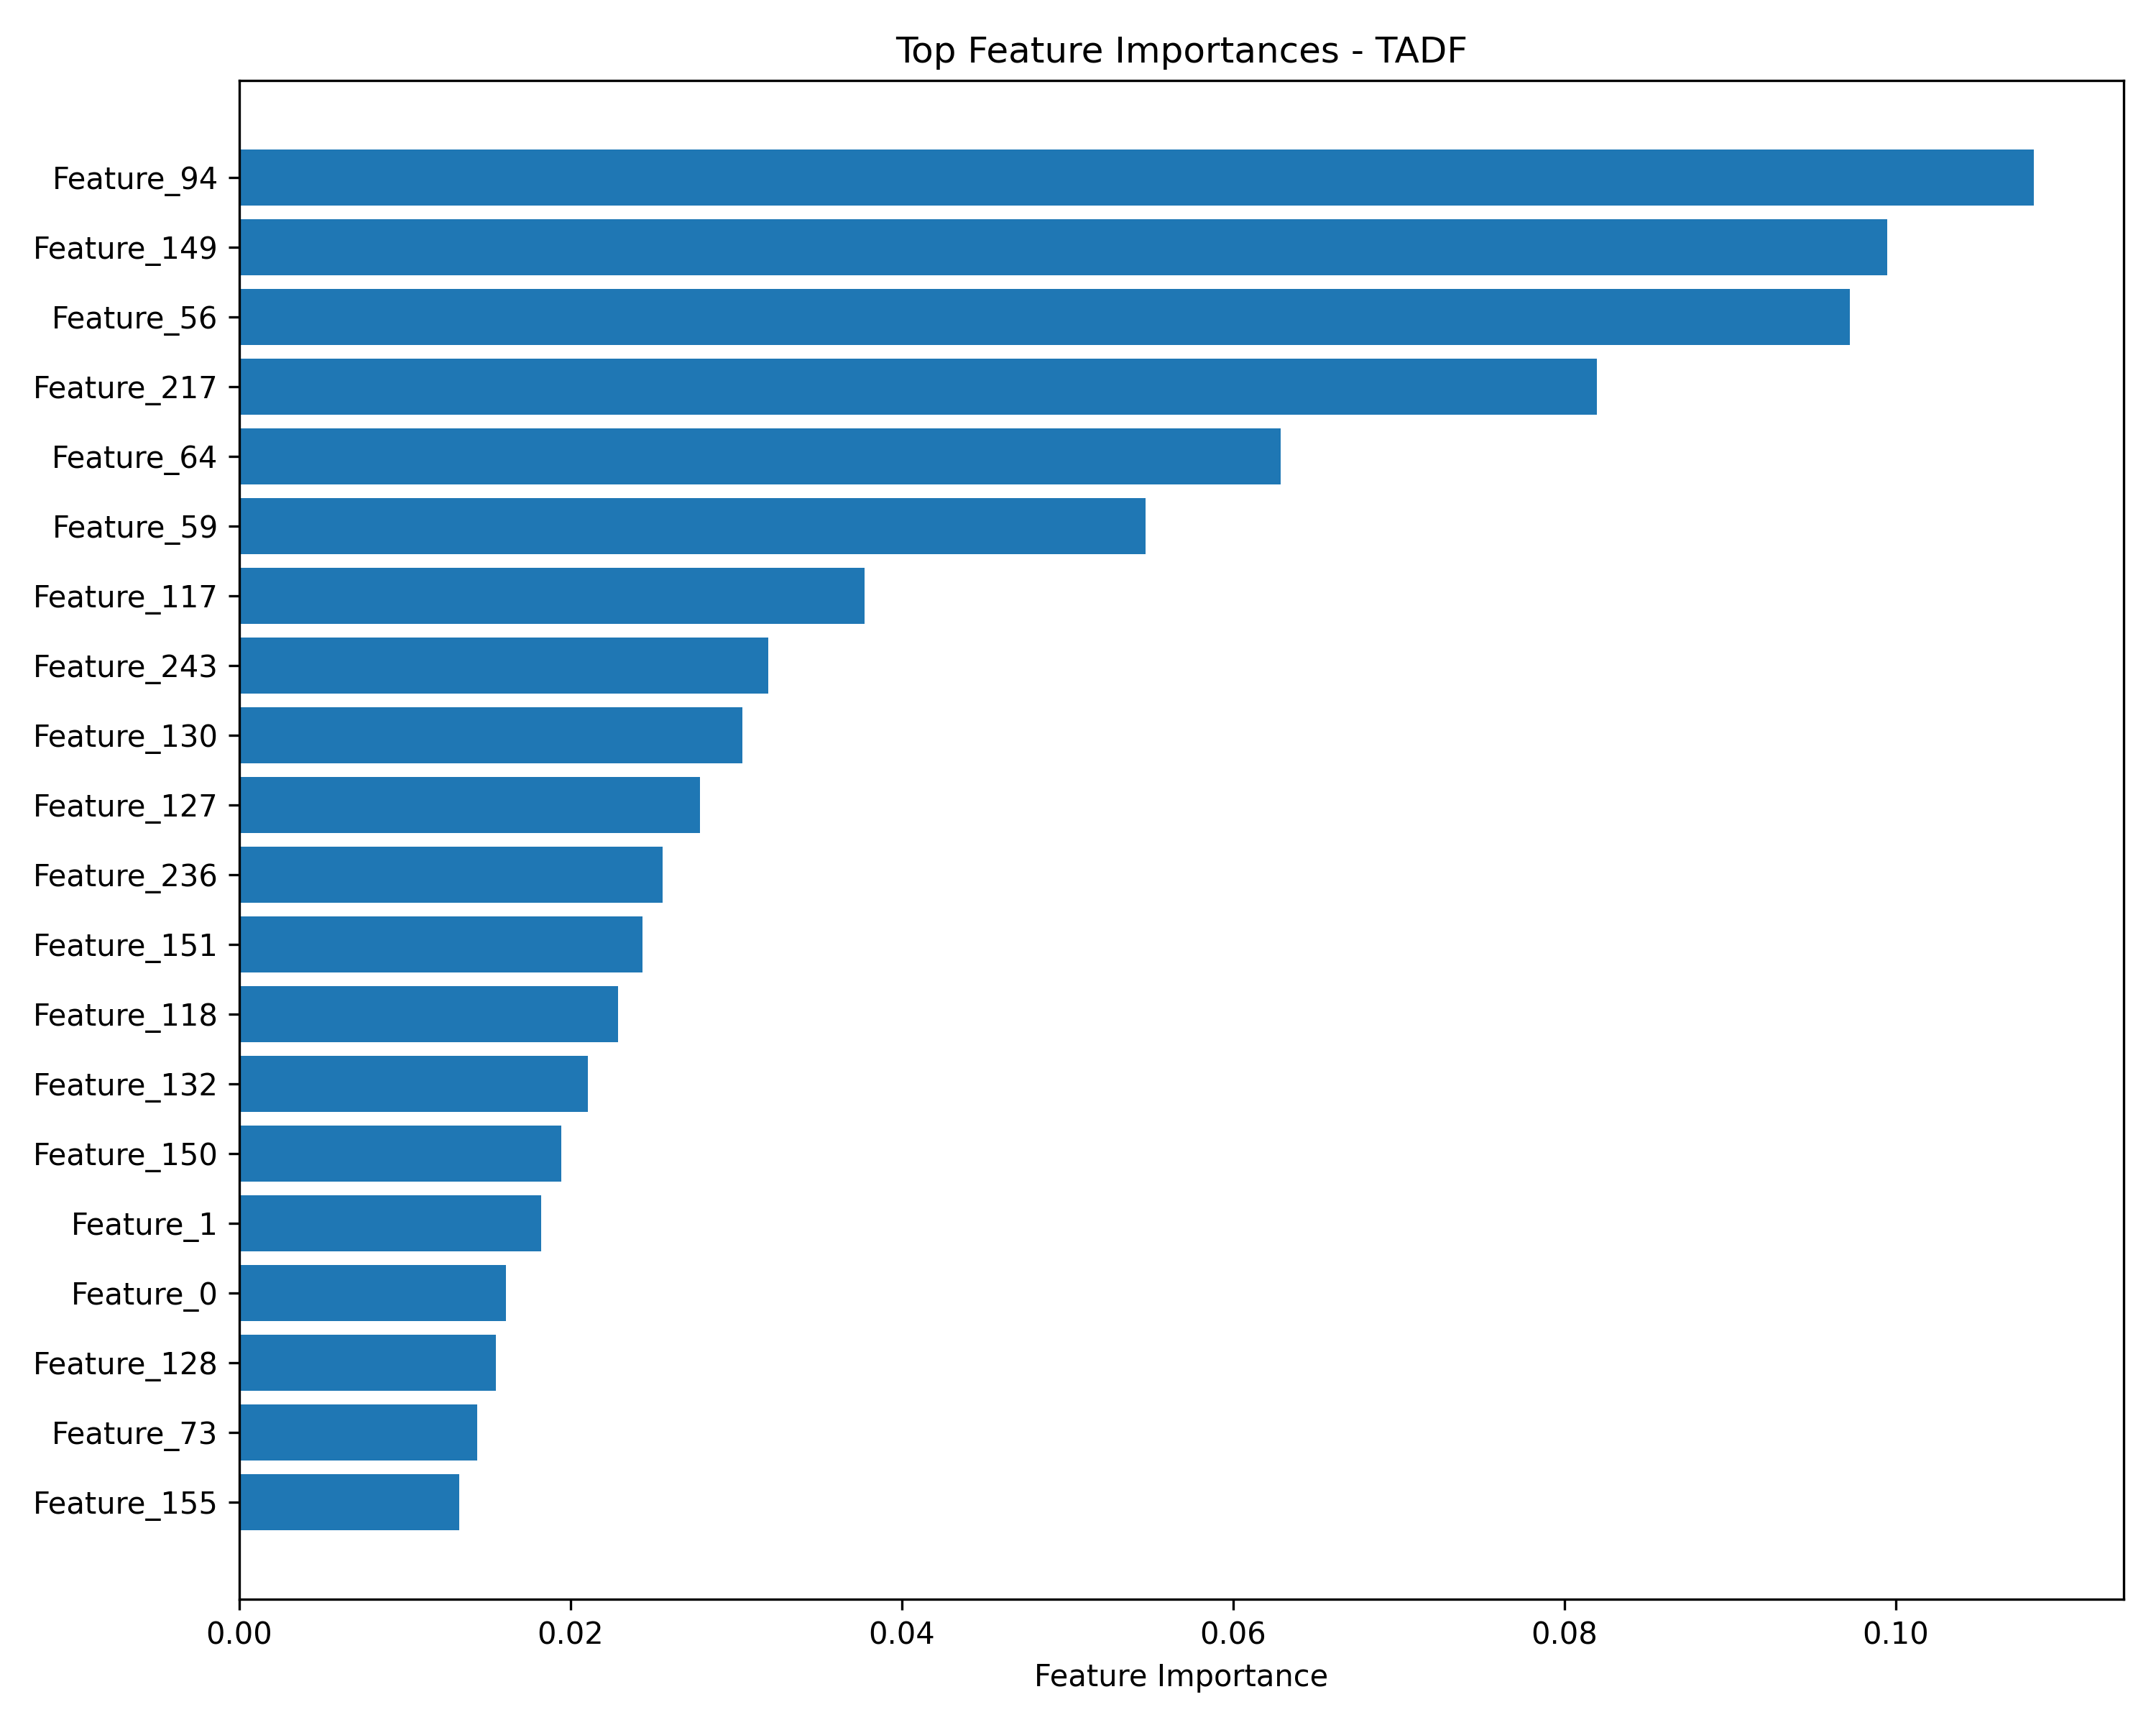 Top Feature Importances - TADF
Feature_94
Feature_149
Feature_56
Feature_217
Feature_64
Feature_59
Feature_117
Feature_243
Feature_130
Feature_127
Feature_236
Feature_151
Feature_118
Feature_132
Feature_150
Feature_1
Feature_0
Feature_128
Feature_73
Feature_155
0.00 0.02 0.04 0.06 0.08 0.10
Feature Importance